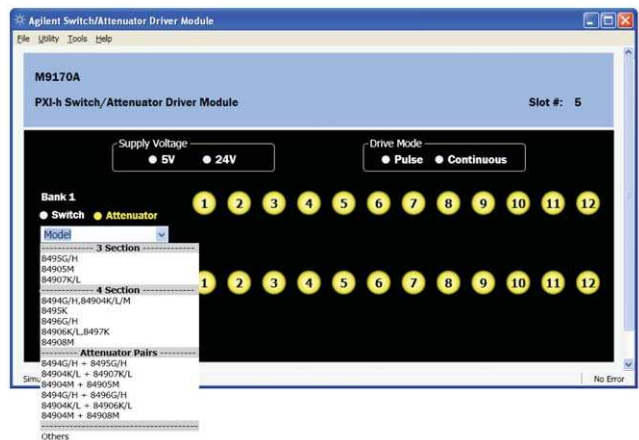 Agilent Switch/Attenuator Driver Module
File Utility Tools Help
M9170A
PXI-h Switch/Attenuator Driver Module Slot #: 5
Supply Voltage
5V 24V
Drive Mode
Pulse Continuous
Bank 1
Switch Attenuator
1 2 3 4 5 6 7 8 9 10 11 12
Model
3 Section
8495G/H
84905M
84907K/L
1 2 3 4 5 6 7 8 9 10 11 12
4 Section
8494G/H,84904K/L/M
8495K
8496G/H
84906K/L,8497K
84908M
Attenuator Pairs
8494G/H + 8495G/H
84904K/L + 84907K/L
84904M + 84905M
8494G/H + 8496G/H
84904K/L + 84906K/L
84904M + 84908M
Others
No Error